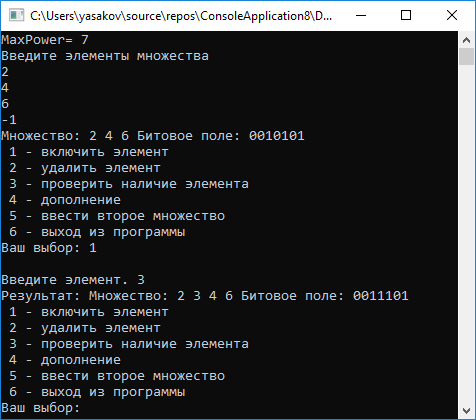 C:\Users\yasakov\source\repos\ConsoleApplication8\D...
MaxPower= 7
Введите элементы множества
2
4
6
-1
Множество: 2 4 6 Битовое поле: 0010101
1 - включить элемент
2 - удалить элемент
3 - проверить наличие элемента
4 - дополнение
5 - ввести второе множество
6 - выход из программы
Ваш выбор: 1
Введите элемент. 3
Результат: Множество: 2 3 4 6 Битовое поле: 0011101
1 - включить элемент
2 - удалить элемент
3 - проверить наличие элемента
4 - дополнение
5 - ввести второе множество
6 - выход из программы
Ваш выбор: